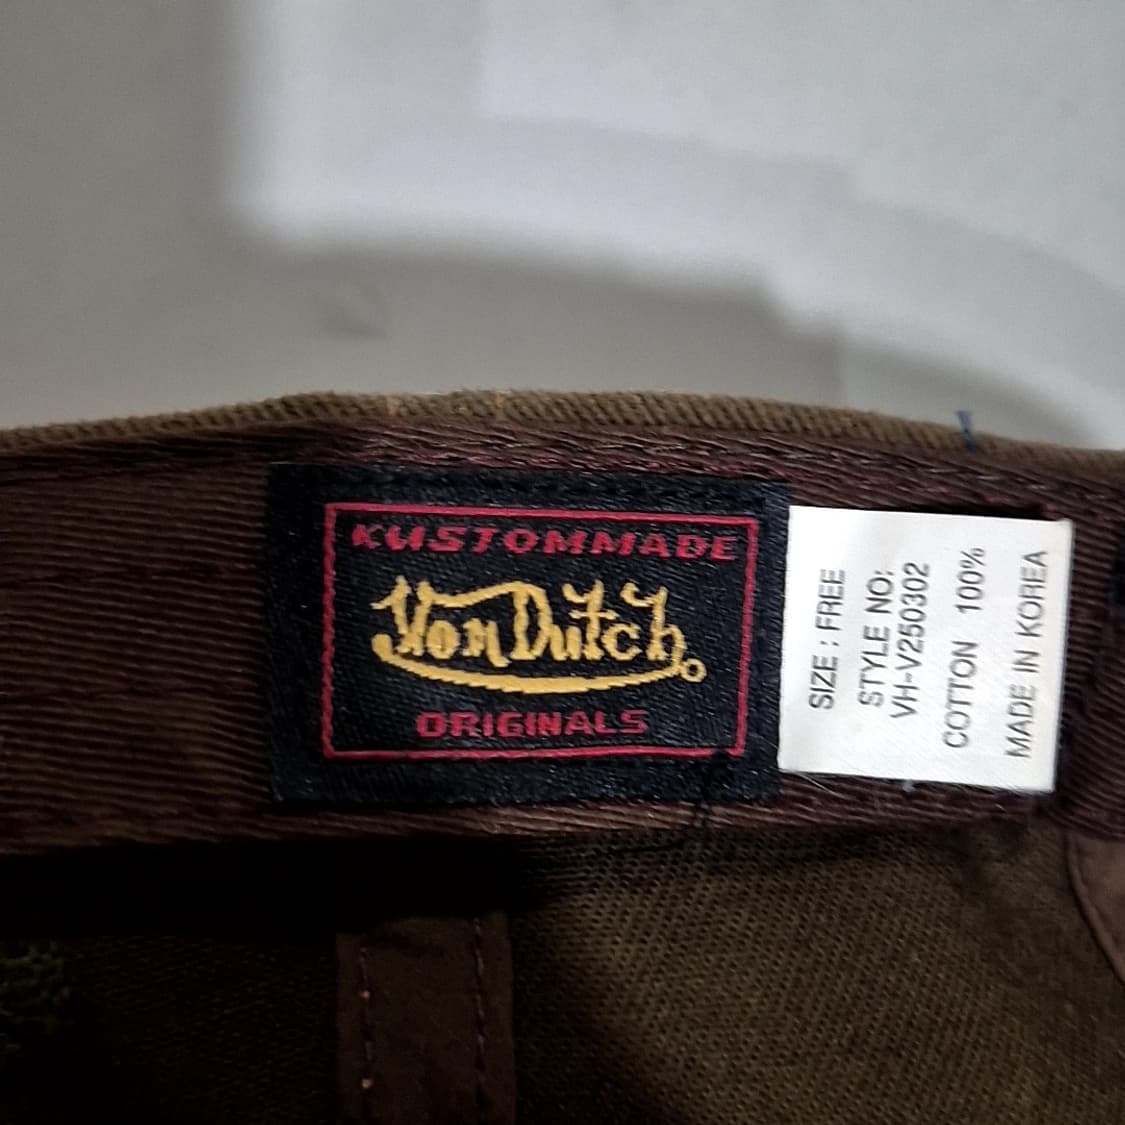 KUSTOMMADE
Von Dutch
ORIGINALS
SIZE : FREE
STYLE NO:
VH-V250302
COTTON 100%
MADE IN KOREA